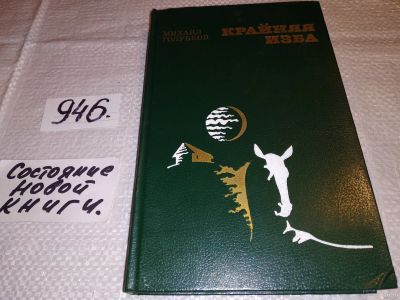 МИХАИЛ
ГОЛУБКОВ
КРАЙНЯЯ
ИЗБА
946.
Состояние
новой
книги.